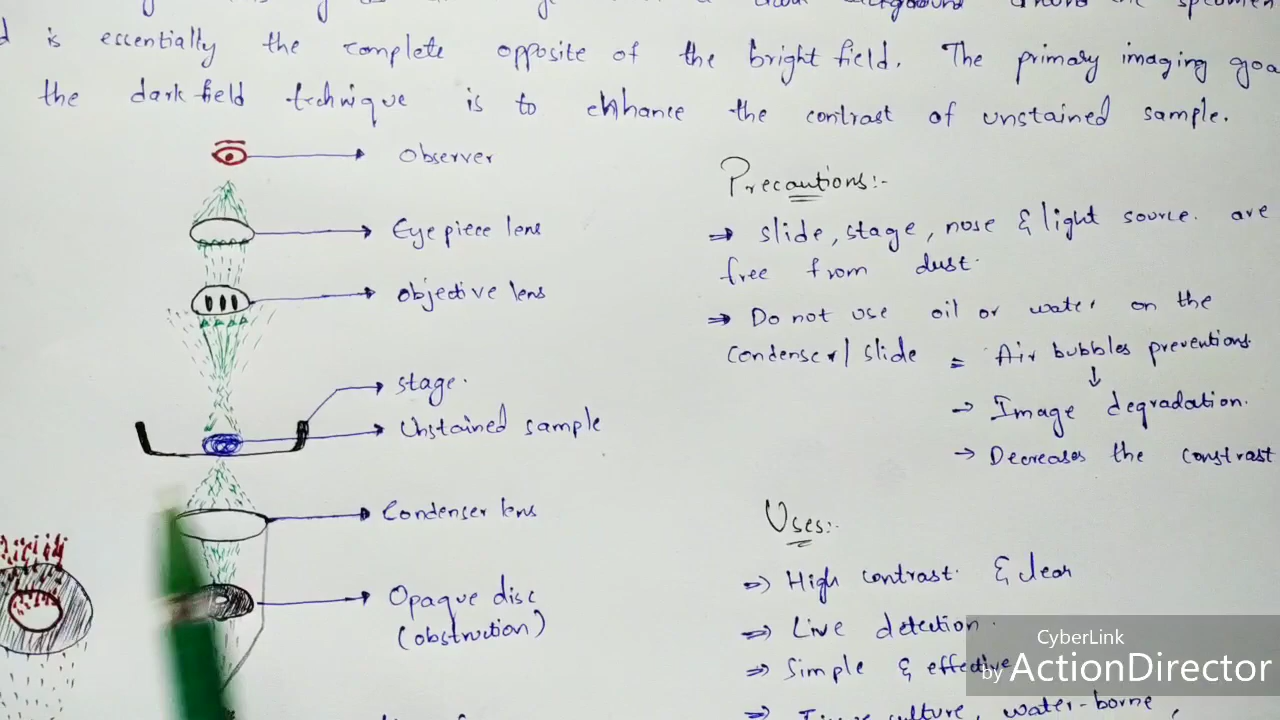 is essentially the complete opposite of the bright field. The primary imaging goa
the dark field technique is to enhance the contrast of unstained sample.
Observer
Eye piece lens
objective lens
stage.
Unstained sample
Condenser lens
Opaque disc
(obstruction)
Precautions:-
⇒ slide, stage, nose & light source. are
free from dust.
⇒ Do not use oil or water on the
Condenser/ slide = Air bubbles preventions.
↓
→ Image degradation.
→ Decreases the constrast
Uses:-
⇒ High contrast. & clear
⇒ Live detection.
⇒ Simple & effective
culture, water-borne,
CyberLink
by ActionDirector